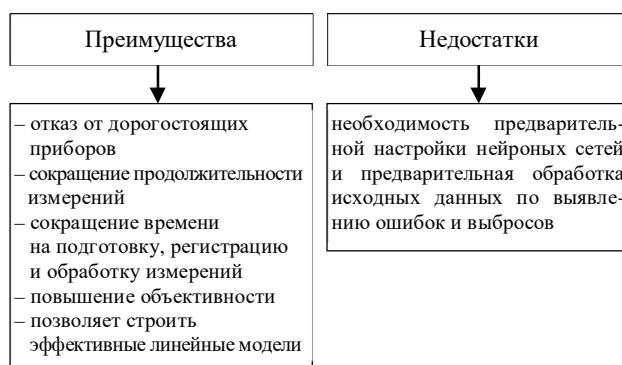 Преимущества
– отказ от дорогостоящих
приборов
– сокращение продолжительности
измерений
– сокращение времени
на подготовку, регистрацию
и обработку измерений
– повышение объективности
– позволяет строить
эффективные линейные модели
Недостатки
необходимость предваритель-
ной настройки нейроных сетей
и предварительная обработка
исходных данных по выявле-
нию ошибок и выбросов